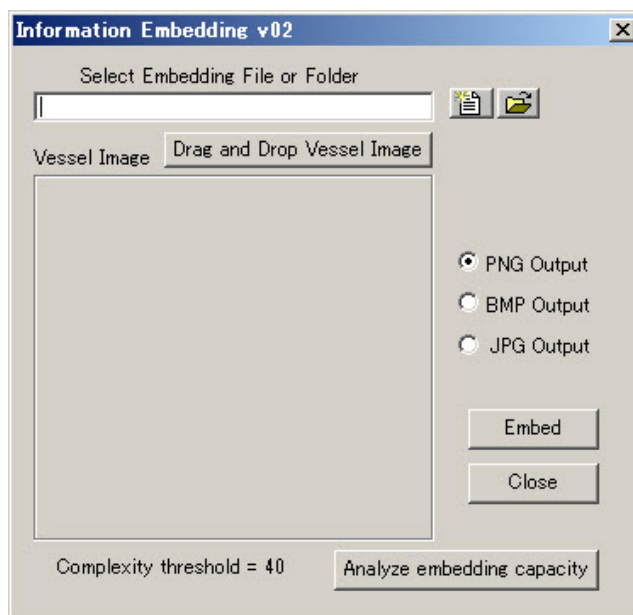 Information Embedding v02
Select Embedding File or Folder
Vessel Image
Drag and Drop Vessel Image
PNG Output
BMP Output
JPG Output
Embed
Close
Complexity threshold = 40
Analyze embedding capacity